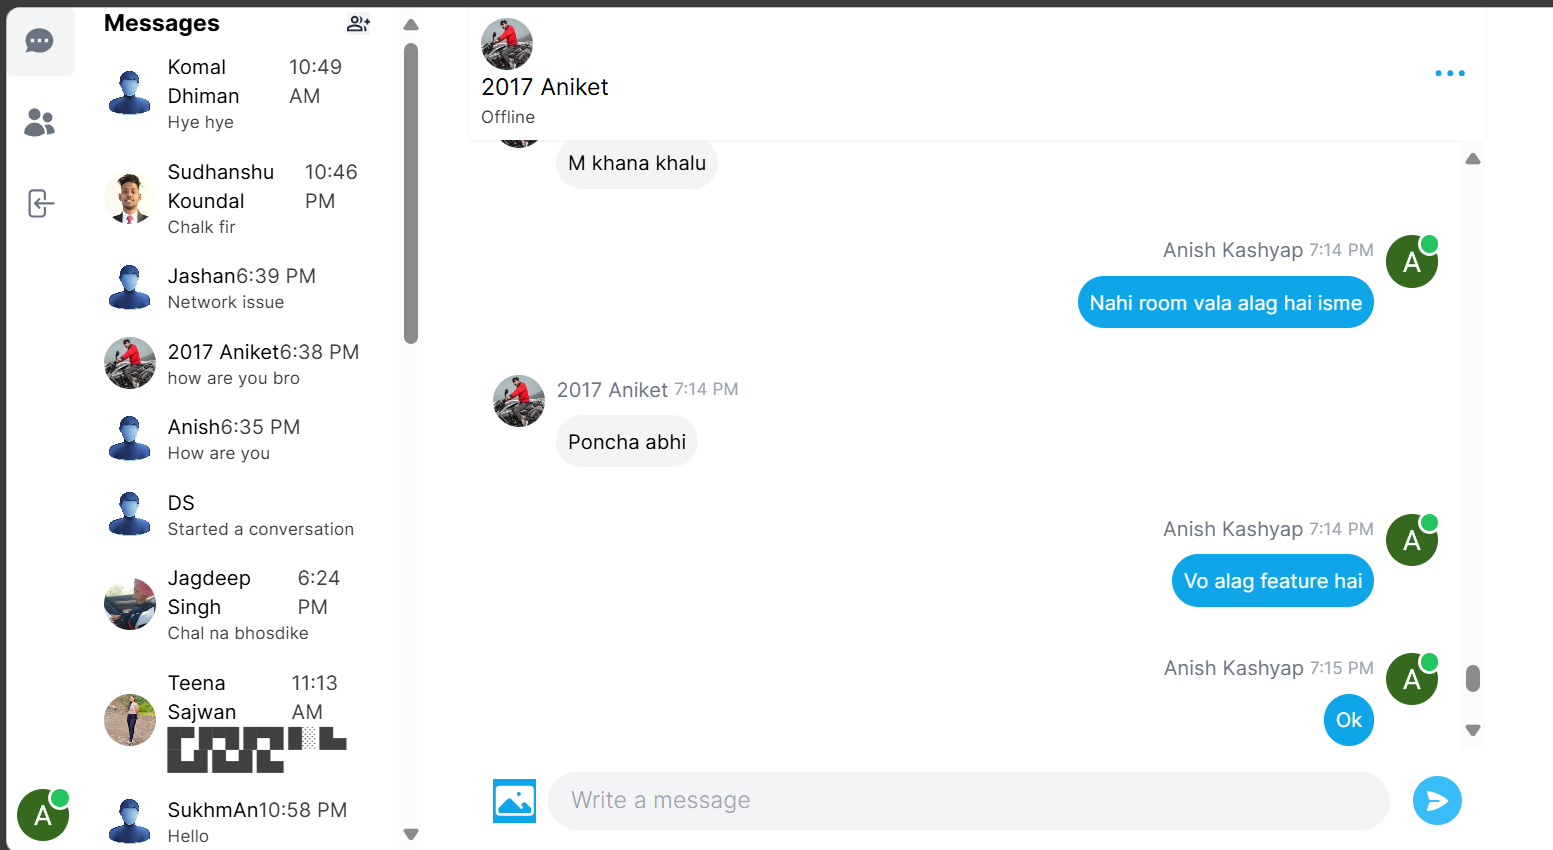 Messages
Komal 10:49
Dhiman AM
Hye hye
Sudhanshu 10:46
Koundal PM
Chalk fir
Jashan6:39 PM
Network issue
2017 Aniket6:38 PM
how are you bro
Anish6:35 PM
How are you
DS
Started a conversation
Jagdeep 6:24
Singh PM
Chal na bhosdike
Teena 11:13
Sajwan AM
SukhmAn10:58 PM
Hello
A
2017 Aniket
Offline
M khana khalu
Anish Kashyap 7:14 PM
A
Nahi room vala alag hai isme
2017 Aniket 7:14 PM
Poncha abhi
Anish Kashyap 7:14 PM
A
Vo alag feature hai
Anish Kashyap 7:15 PM
A
Ok
Write a message